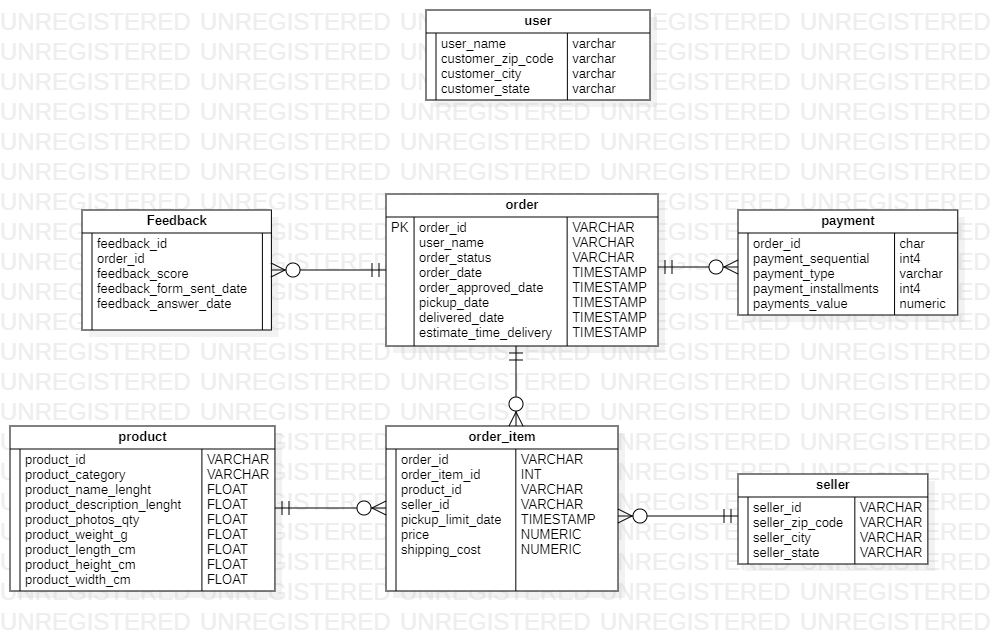 user
user_name varchar
customer_zip_code varchar
customer_city varchar
customer_state varchar
Feedback
feedback_id
order_id
feedback_score
feedback_form_sent_date
feedback_answer_date
order
PK order_id VARCHAR
user_name VARCHAR
order_status VARCHAR
order_date TIMESTAMP
order_approved_date TIMESTAMP
pickup_date TIMESTAMP
delivered_date TIMESTAMP
estimate_time_delivery TIMESTAMP
payment
order_id char
payment_sequential int4
payment_type varchar
payment_installments int4
payments_value numeric
product
product_id VARCHAR
product_category VARCHAR
product_name_lenght FLOAT
product_description_lenght FLOAT
product_photos_qty FLOAT
product_weight_g FLOAT
product_length_cm FLOAT
product_height_cm FLOAT
product_width_cm FLOAT
order_item
order_id VARCHAR
order_item_id INT
product_id VARCHAR
seller_id VARCHAR
pickup_limit_date TIMESTAMP
price NUMERIC
shipping_cost NUMERIC
seller
seller_id VARCHAR
seller_zip_code VARCHAR
seller_city VARCHAR
seller_state VARCHAR
UNREGISTERED